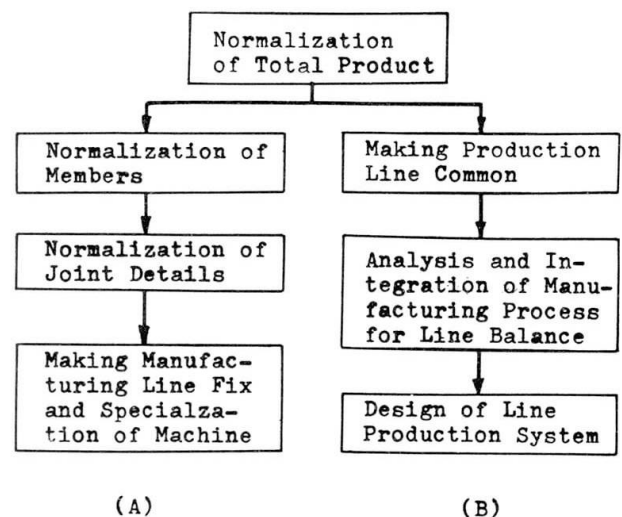 Normalization
of Total Product
Normalization of
Members
Normalization of
Joint Details
Making Manufac-
turing Line Fix
and Specialza-
tion of Machine
(A)
Making Production
Line Common
Analysis and In-
tegration of Manu-
facturing Process
for Line Balance
Design of Line
Production System
(B)